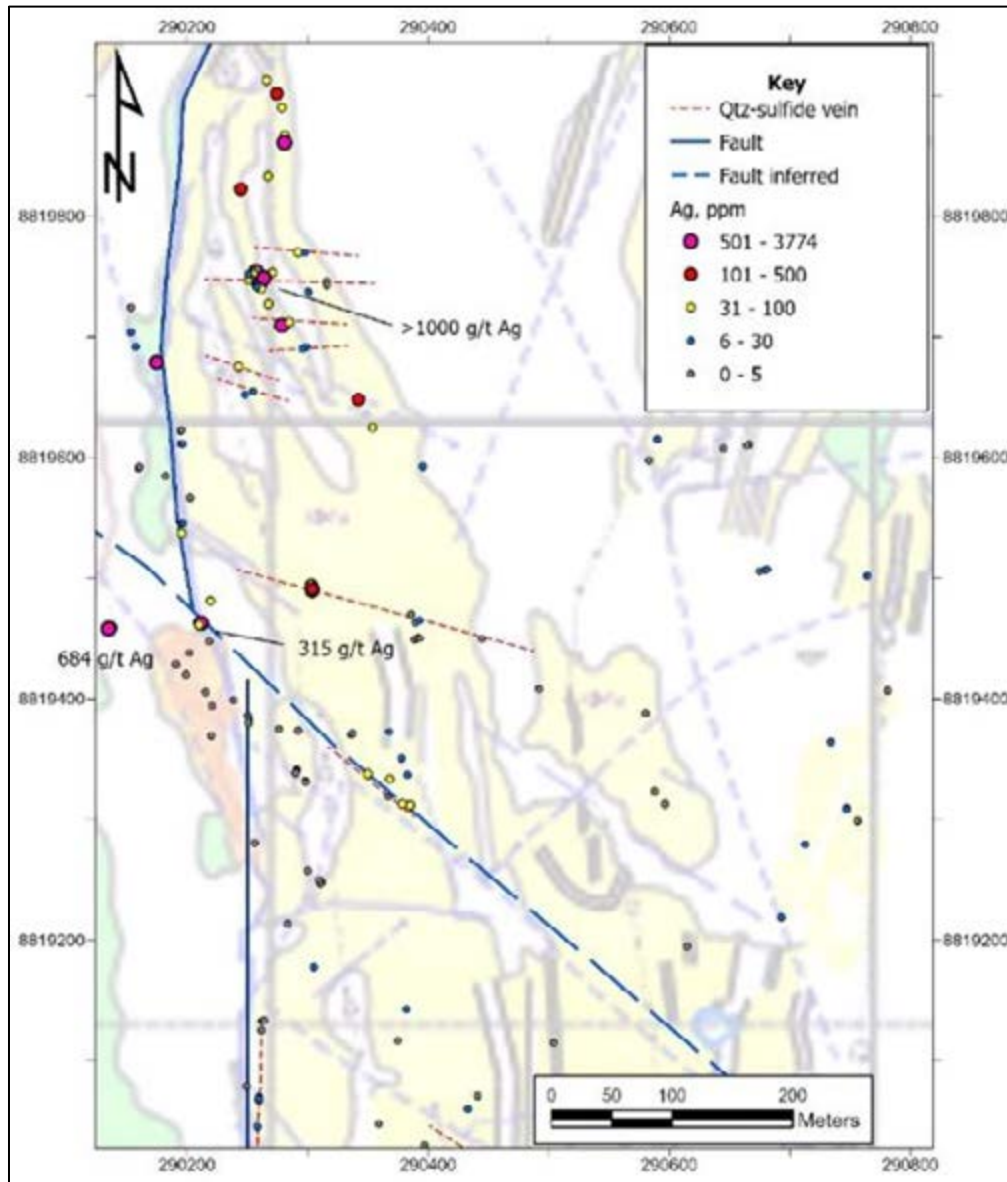 290200 290400 290600 290800
Key
Qtz-sulfide vein
Fault
Fault inferred
Ag, ppm
501 - 3774
101 - 500
31 - 100
6 - 30
0 - 5
N
8819800 8819800
>1000 g/t Ag
8819600 8819600
315 g/t Ag
684 g/t Ag
8819400 8819400
8819200 8819200
0 50 100 200
Meters
290200 290400 290600 290800